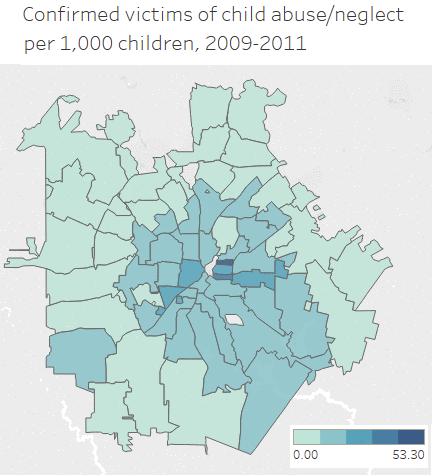 Confirmed victims of child abuse/neglect
per 1,000 children, 2009-2011
0.00 53.30